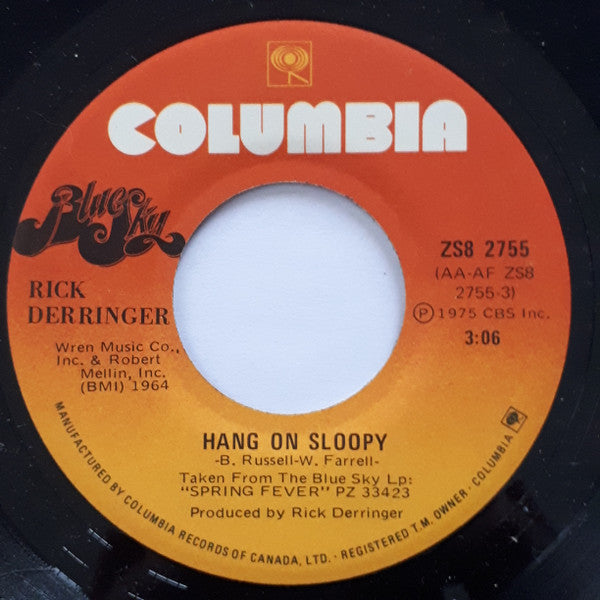 COLUMBIA
Blue Sky
RICK
DERRINGER
Wren Music Co.,
Inc. & Robert
Mellin, Inc.
(BMI) 1964
ZS8 2755
(AA-AF ZS8
2755-3)
Ⓟ1975 CBS Inc.
3:06
HANG ON SLOOPY
-B. Russell-W. Farrell-
Taken From The Blue Sky Lp:
"SPRING FEVER" PZ 33423
Produced by Rick Derringer
MANUFACTURED BY COLUMBIA RECORDS OF CANADA, LTD. · REGISTERED T.M. OWNER · COLUMBIA